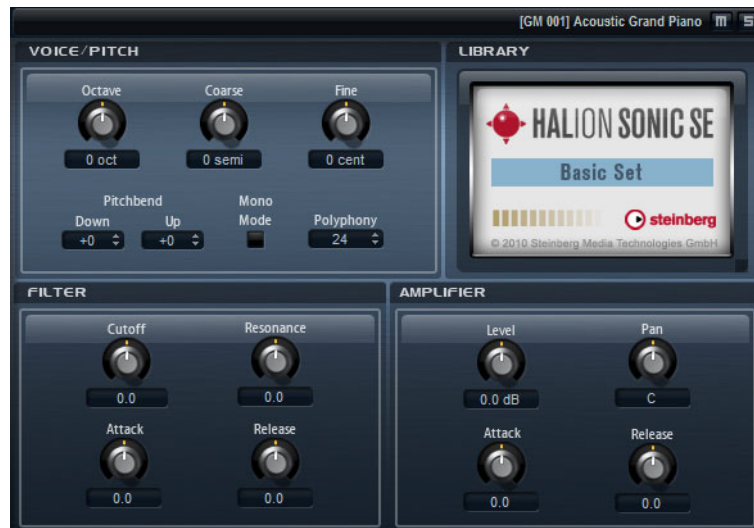 [GM 001] Acoustic Grand Piano M S
VOICE/PITCH
Octave Coarse Fine
0 oct 0 semi 0 cent
Pitchbend
Down Up
+0 +0
Mono
Mode
Polyphony
24
LIBRARY
HALION SONIC SE
Basic Set
steinberg
© 2010 Steinberg Media Technologies GmbH
FILTER
Cutoff Resonance
0.0 0.0
Attack Release
0.0 0.0
AMPLIFIER
Level Pan
0.0 dB C
Attack Release
0.0 0.0